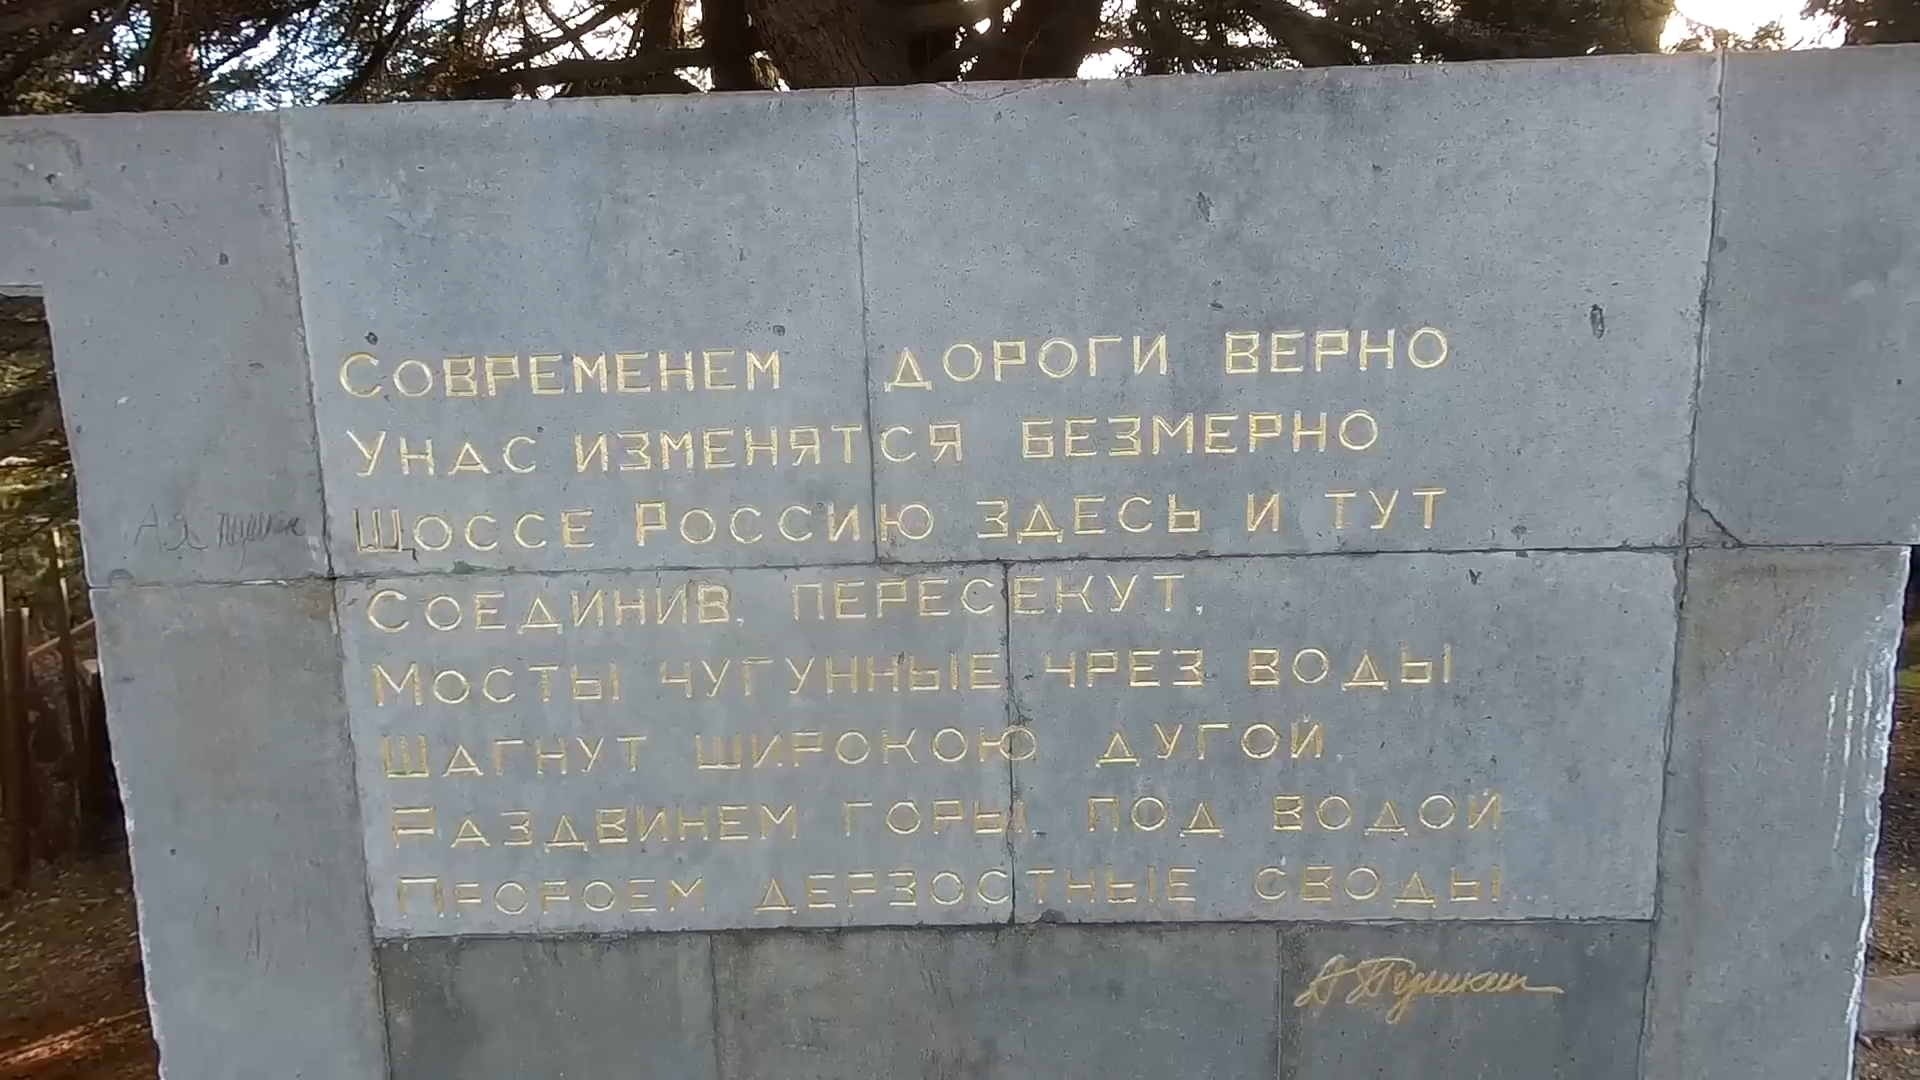 Современем дороги верно
Унас изменятся безмерно
Шоссе Россию здесь и тут
Соединив, пересекут,
Мосты чугунные чрез воды
Шагнут широкою дугой,
Раздвинем горы, под водой
Пророем дерзостные своды...
А Пушкин